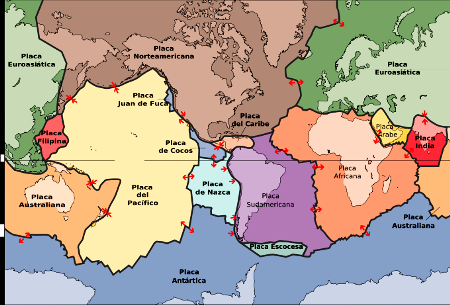 Placa
Norteamericana
Placa
Euroasiática
Placa
Euroasiática
Placa
Juan de Fuca
Placa
del Caribe
Placa
Filipina
Placa
Arabe
Placa
India
Placa
de Cocos
Placa
Africana
Placa
de Nazca
Placa
Sudamericana
Placa
del
Pacífico
Placa
Australiana
Placa
Australiana
Placa Escocesa
Placa
Antártica